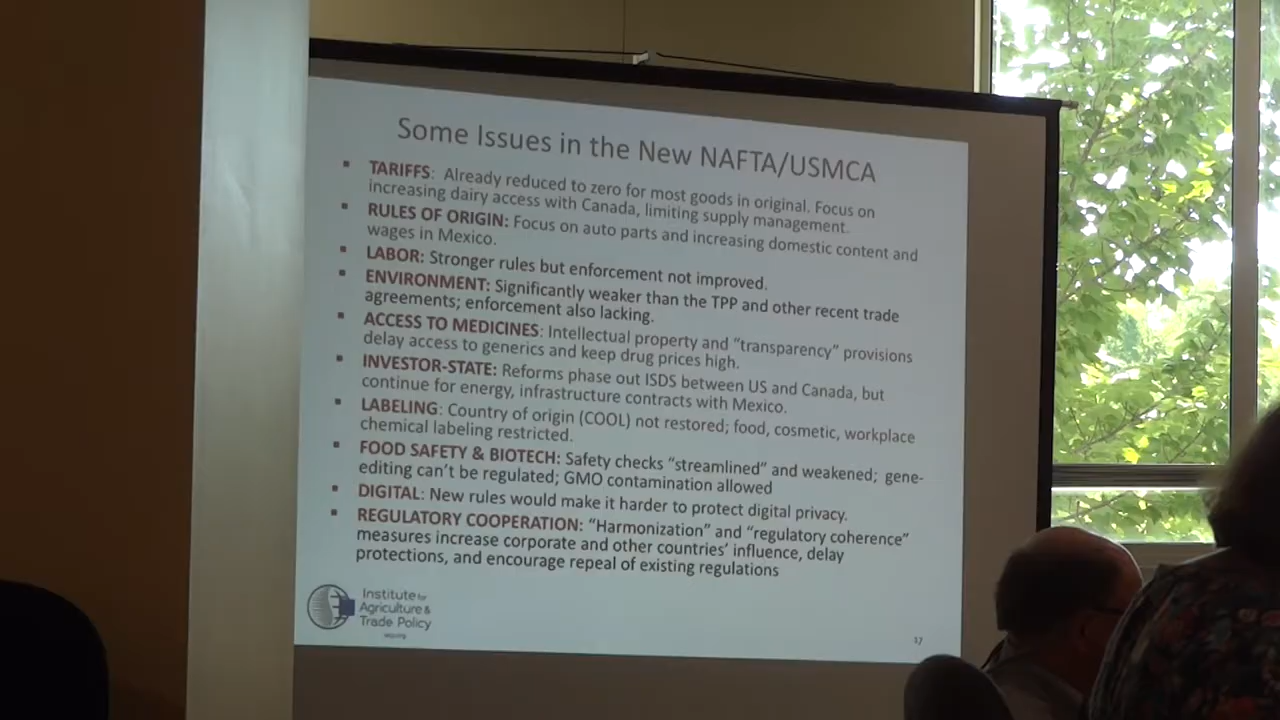 Some Issues in the New NAFTA/USMCA
▪ TARIFFS: Already reduced to zero for most goods in original. Focus on
increasing dairy access with Canada, limiting supply management.
▪ RULES OF ORIGIN: Focus on auto parts and increasing domestic content and
wages in Mexico.
▪ LABOR: Stronger rules but enforcement not improved.
▪ ENVIRONMENT: Significantly weaker than the TPP and other recent trade
agreements; enforcement also lacking.
▪ ACCESS TO MEDICINES: Intellectual property and “transparency” provisions
delay access to generics and keep drug prices high.
▪ INVESTOR-STATE: Reforms phase out ISDS between US and Canada, but
continue for energy, infrastructure contracts with Mexico.
▪ LABELING: Country of origin (COOL) not restored; food, cosmetic, workplace
chemical labeling restricted.
▪ FOOD SAFETY & BIOTECH: Safety checks “streamlined” and weakened; gene-
editing can’t be regulated; GMO contamination allowed
▪ DIGITAL: New rules would make it harder to protect digital privacy.
▪ REGULATORY COOPERATION: “Harmonization” and “regulatory coherence”
measures increase corporate and other countries’ influence, delay
protections, and encourage repeal of existing regulations
Institute for
Agriculture &
Trade Policy
17